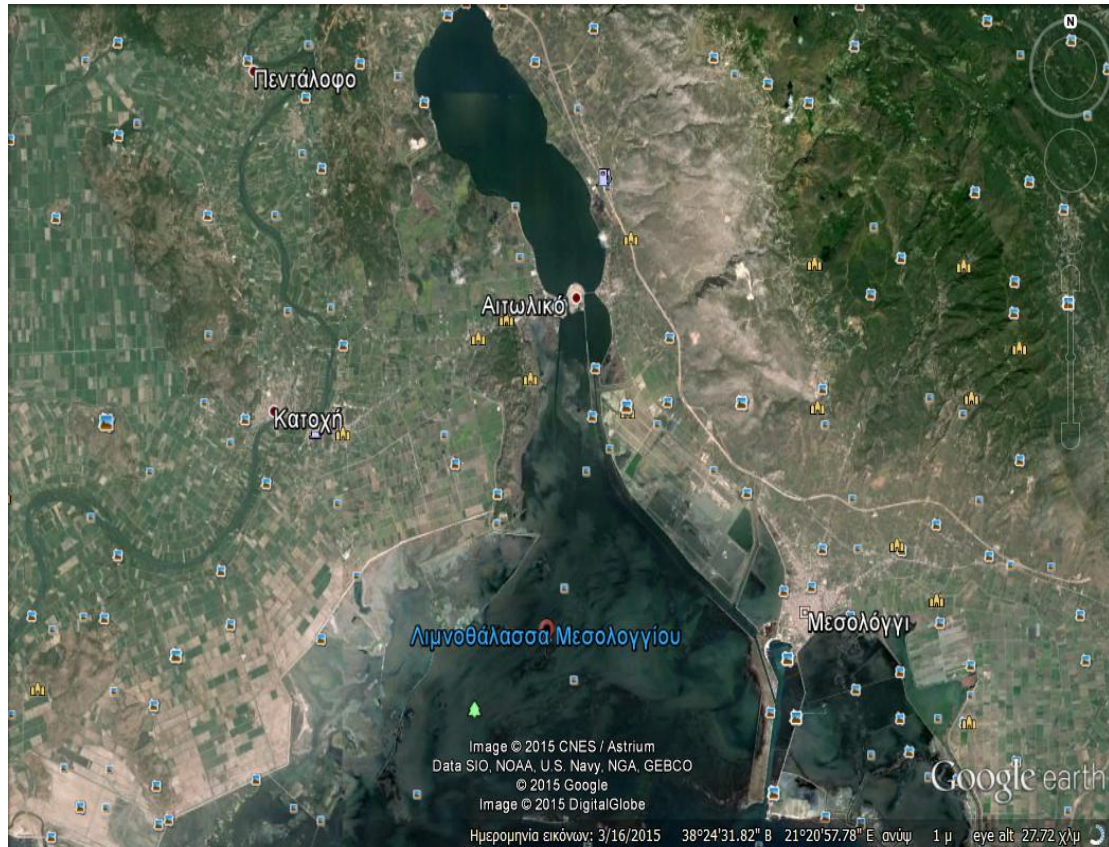 N
Πεντάλοφο
Αιτωλικό
Κατοχή
Μεσολόγγι
Λιμνοθάλασσα Μεσολογγίου
Image © 2015 CNES / Astrium
Data SIO, NOAA, U.S. Navy, NGA, GEBCO
© 2015 Google
Image © 2015 DigitalGlobe
Google earth
Ημερομηνία εικόνων: 3/16/2015 38°24'31.82" Β 21°20'57.78" Ε ανύψ 1 μ eye alt 27.72 χλμ